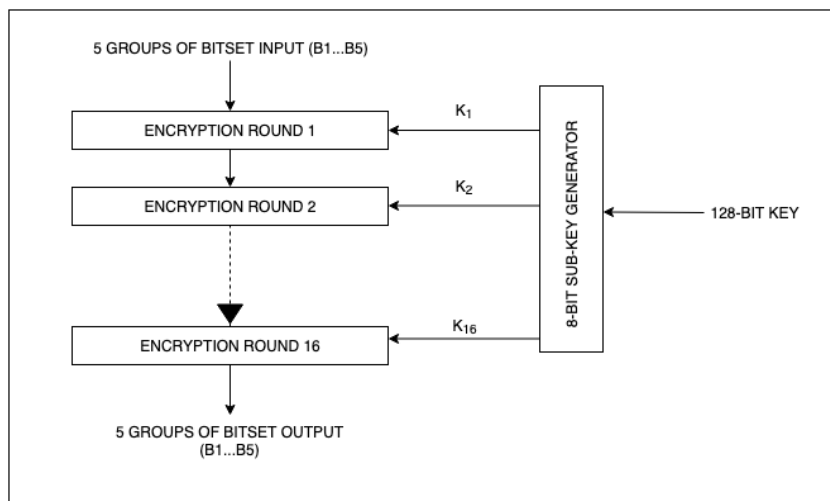 5 GROUPS OF BITSET INPUT (B1...B5)
ENCRYPTION ROUND 1
K1
ENCRYPTION ROUND 2
K2
8-BIT SUB-KEY GENERATOR
128-BIT KEY
ENCRYPTION ROUND 16
K16
5 GROUPS OF BITSET OUTPUT
(B1...B5)